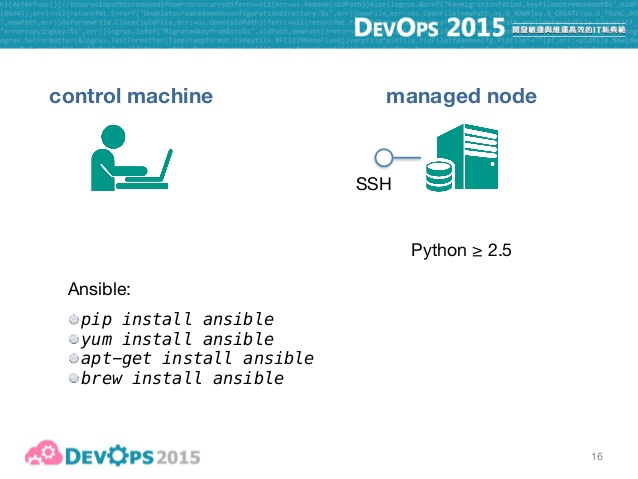 DEVOPS 2015 開發敏捷與維運高效的IT新典範
control machine
managed node
SSH
Python ≥ 2.5
Ansible:
pip install ansible
yum install ansible
apt-get install ansible
brew install ansible
DEVOPS 2015
16